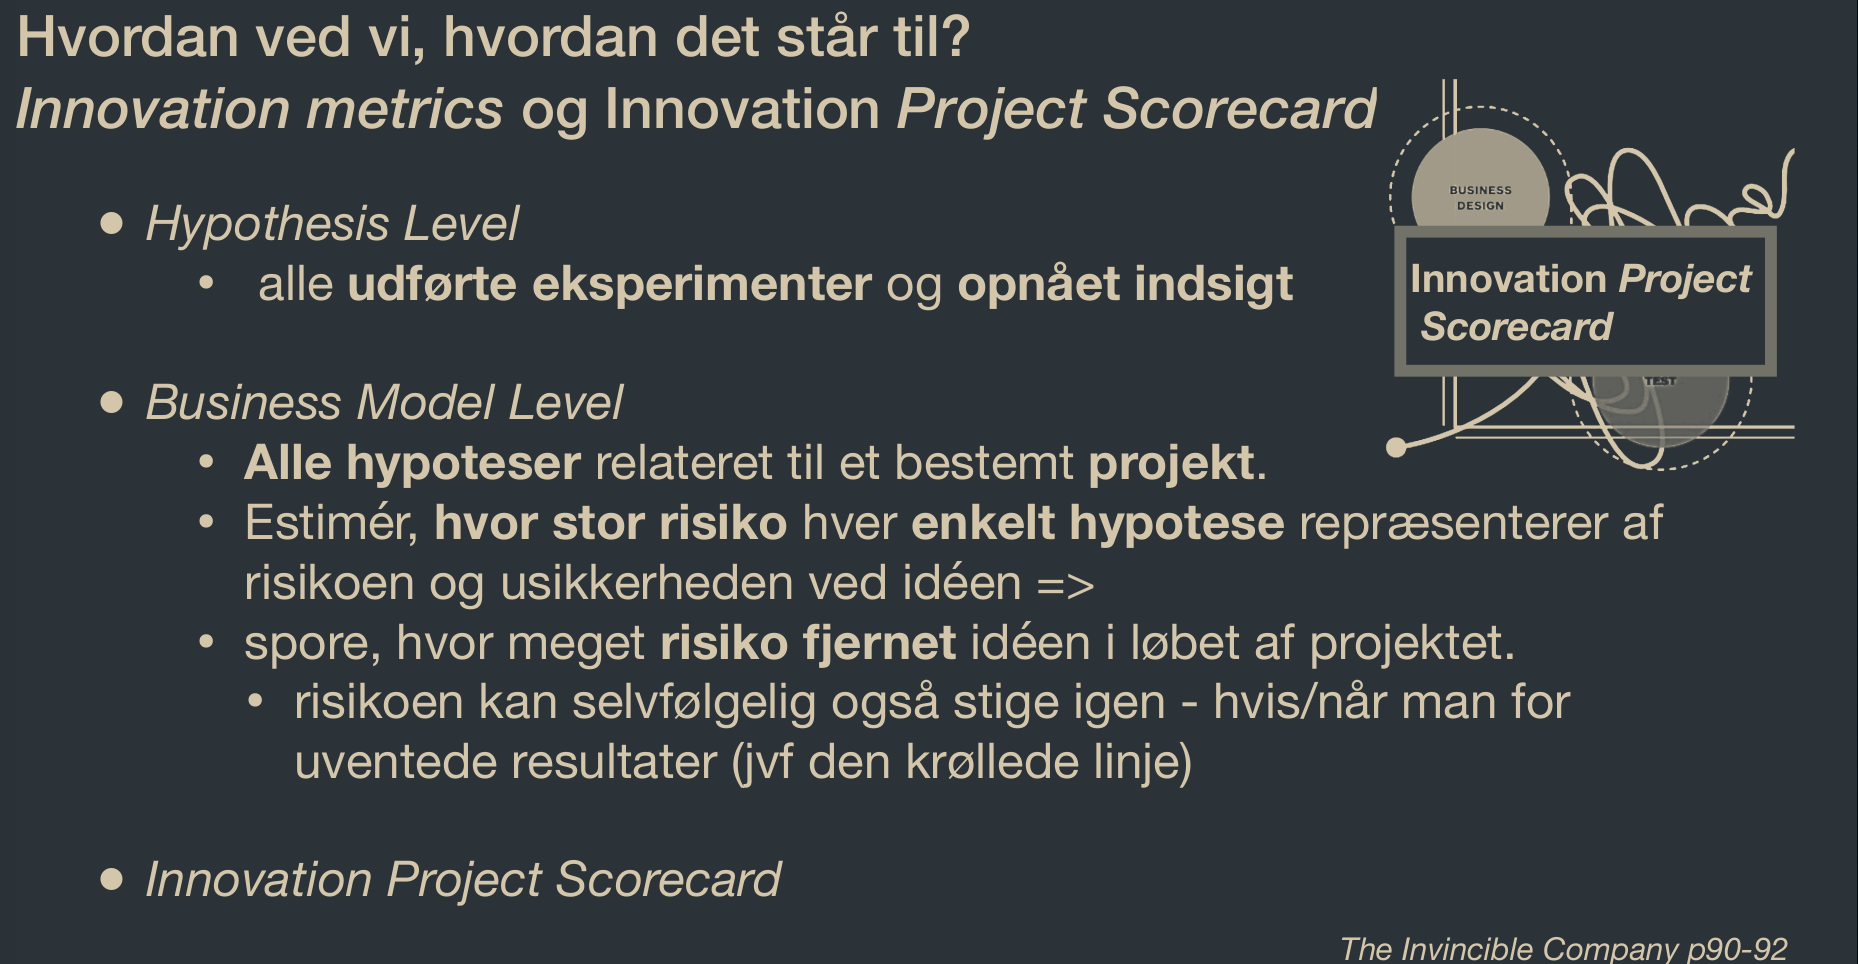 Hvordan ved vi, hvordan det står til?
Innovation metrics og Innovation Project Scorecard
BUSINESS
DESIGN
Innovation Project
Scorecard
TEST
● Hypothesis Level
• alle udførte eksperimenter og opnået indsigt
● Business Model Level
• Alle hypoteser relateret til et bestemt projekt.
• Estimér, hvor stor risiko hver enkelt hypotese repræsenterer af
risikoen og usikkerheden ved idéen =>
• spore, hvor meget risiko fjernet idéen i løbet af projektet.
• risikoen kan selvfølgelig også stige igen - hvis/når man for
uventede resultater (jvf den krøllede linje)
● Innovation Project Scorecard
The Invincible Company p90-92